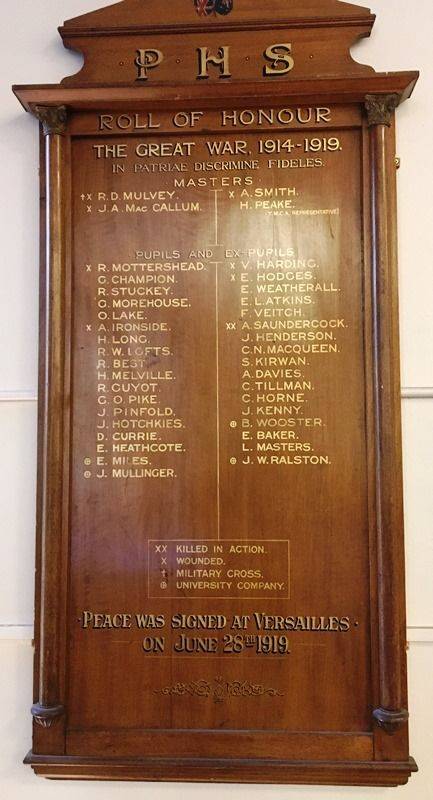 PHS
ROLL OF HONOUR
THE GREAT WAR, 1914-1919.
IN PATRIAE DISCRIMINE FIDELES.
MASTERS
†X R.D. MULVEY.
X J.A. MAC CALLUM.
X A. SMITH.
H. PEAKE.
Y.M.C.A. REPRESENTATIVE
PUPILS AND EX-PUPILS
X R. MOTTERSHEAD.
G. CHAMPION.
R. STUCKEY.
G. MOREHOUSE.
O. LAKE.
X A. IRONSIDE.
H. LONG.
R.W. LOFTS.
R. BEST.
H. MELVILLE.
R. GUYOT.
G.O. PIKE.
J. PINFOLD.
J. HOTCHKIES.
D. CURRIE.
E. HEATHCOTE.
⊕ E. MILES.
⊕ J. MULLINGER.
X V. HARDING.
X E. HODGES.
E. WEATHERALL.
E.L. ATKINS.
F. VEITCH.
XX A. SAUNDERCOCK.
J. HENDERSON.
C.N. MACQUEEN.
S. KIRWAN.
A. DAVIES.
C. TILLMAN.
C. HORNE.
J. KENNY.
⊕ B. WOOSTER.
E. BAKER.
L. MASTERS.
⊕ J.W. RALSTON.
XX KILLED IN ACTION.
X WOUNDED.
† MILITARY CROSS.
⊕ UNIVERSITY COMPANY.
·PEACE WAS SIGNED AT VERSAILLES·
ON JUNE 28TH 1919.